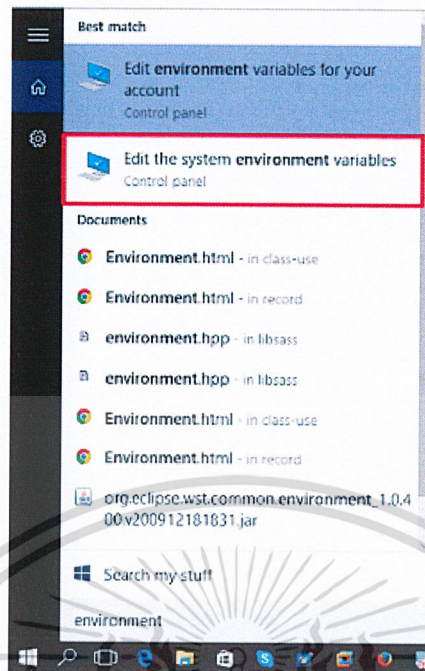 Best match
Edit environment variables for your
account
Control panel
Edit the system environment variables
Control panel
Documents
Environment.html - in class-use
Environment.html - in record
environment.hpp - in libsass
environment.hpp - in libsass
Environment.html - in class-use
Environment.html - in record
org.eclipse.wst.common.environment_1.0.4
00.v200912181831.jar
Search my stuff
environment